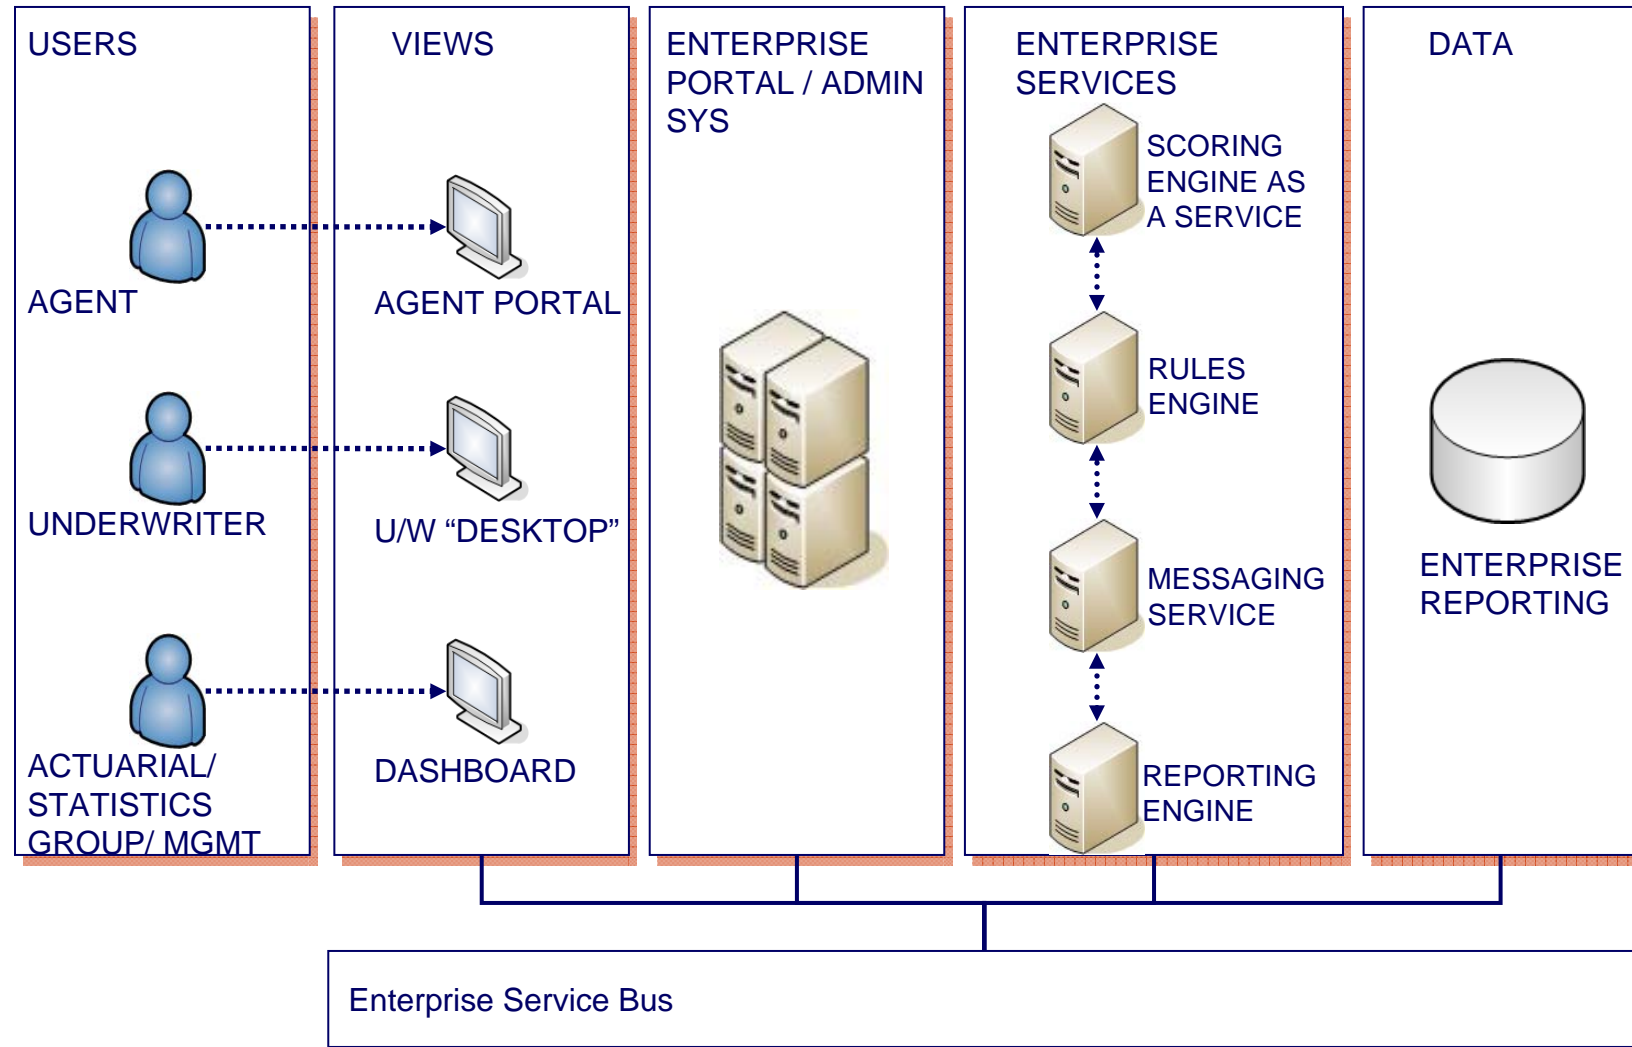 USERS
AGENT
UNDERWRITER
ACTUARIAL/
STATISTICS
GROUP/ MGMT
VIEWS
AGENT PORTAL
U/W “DESKTOP”
DASHBOARD
ENTERPRISE
PORTAL / ADMIN
SYS
ENTERPRISE
SERVICES
SCORING
ENGINE AS
A SERVICE
RULES
ENGINE
MESSAGING
SERVICE
REPORTING
ENGINE
DATA
ENTERPRISE
REPORTING
Enterprise Service Bus